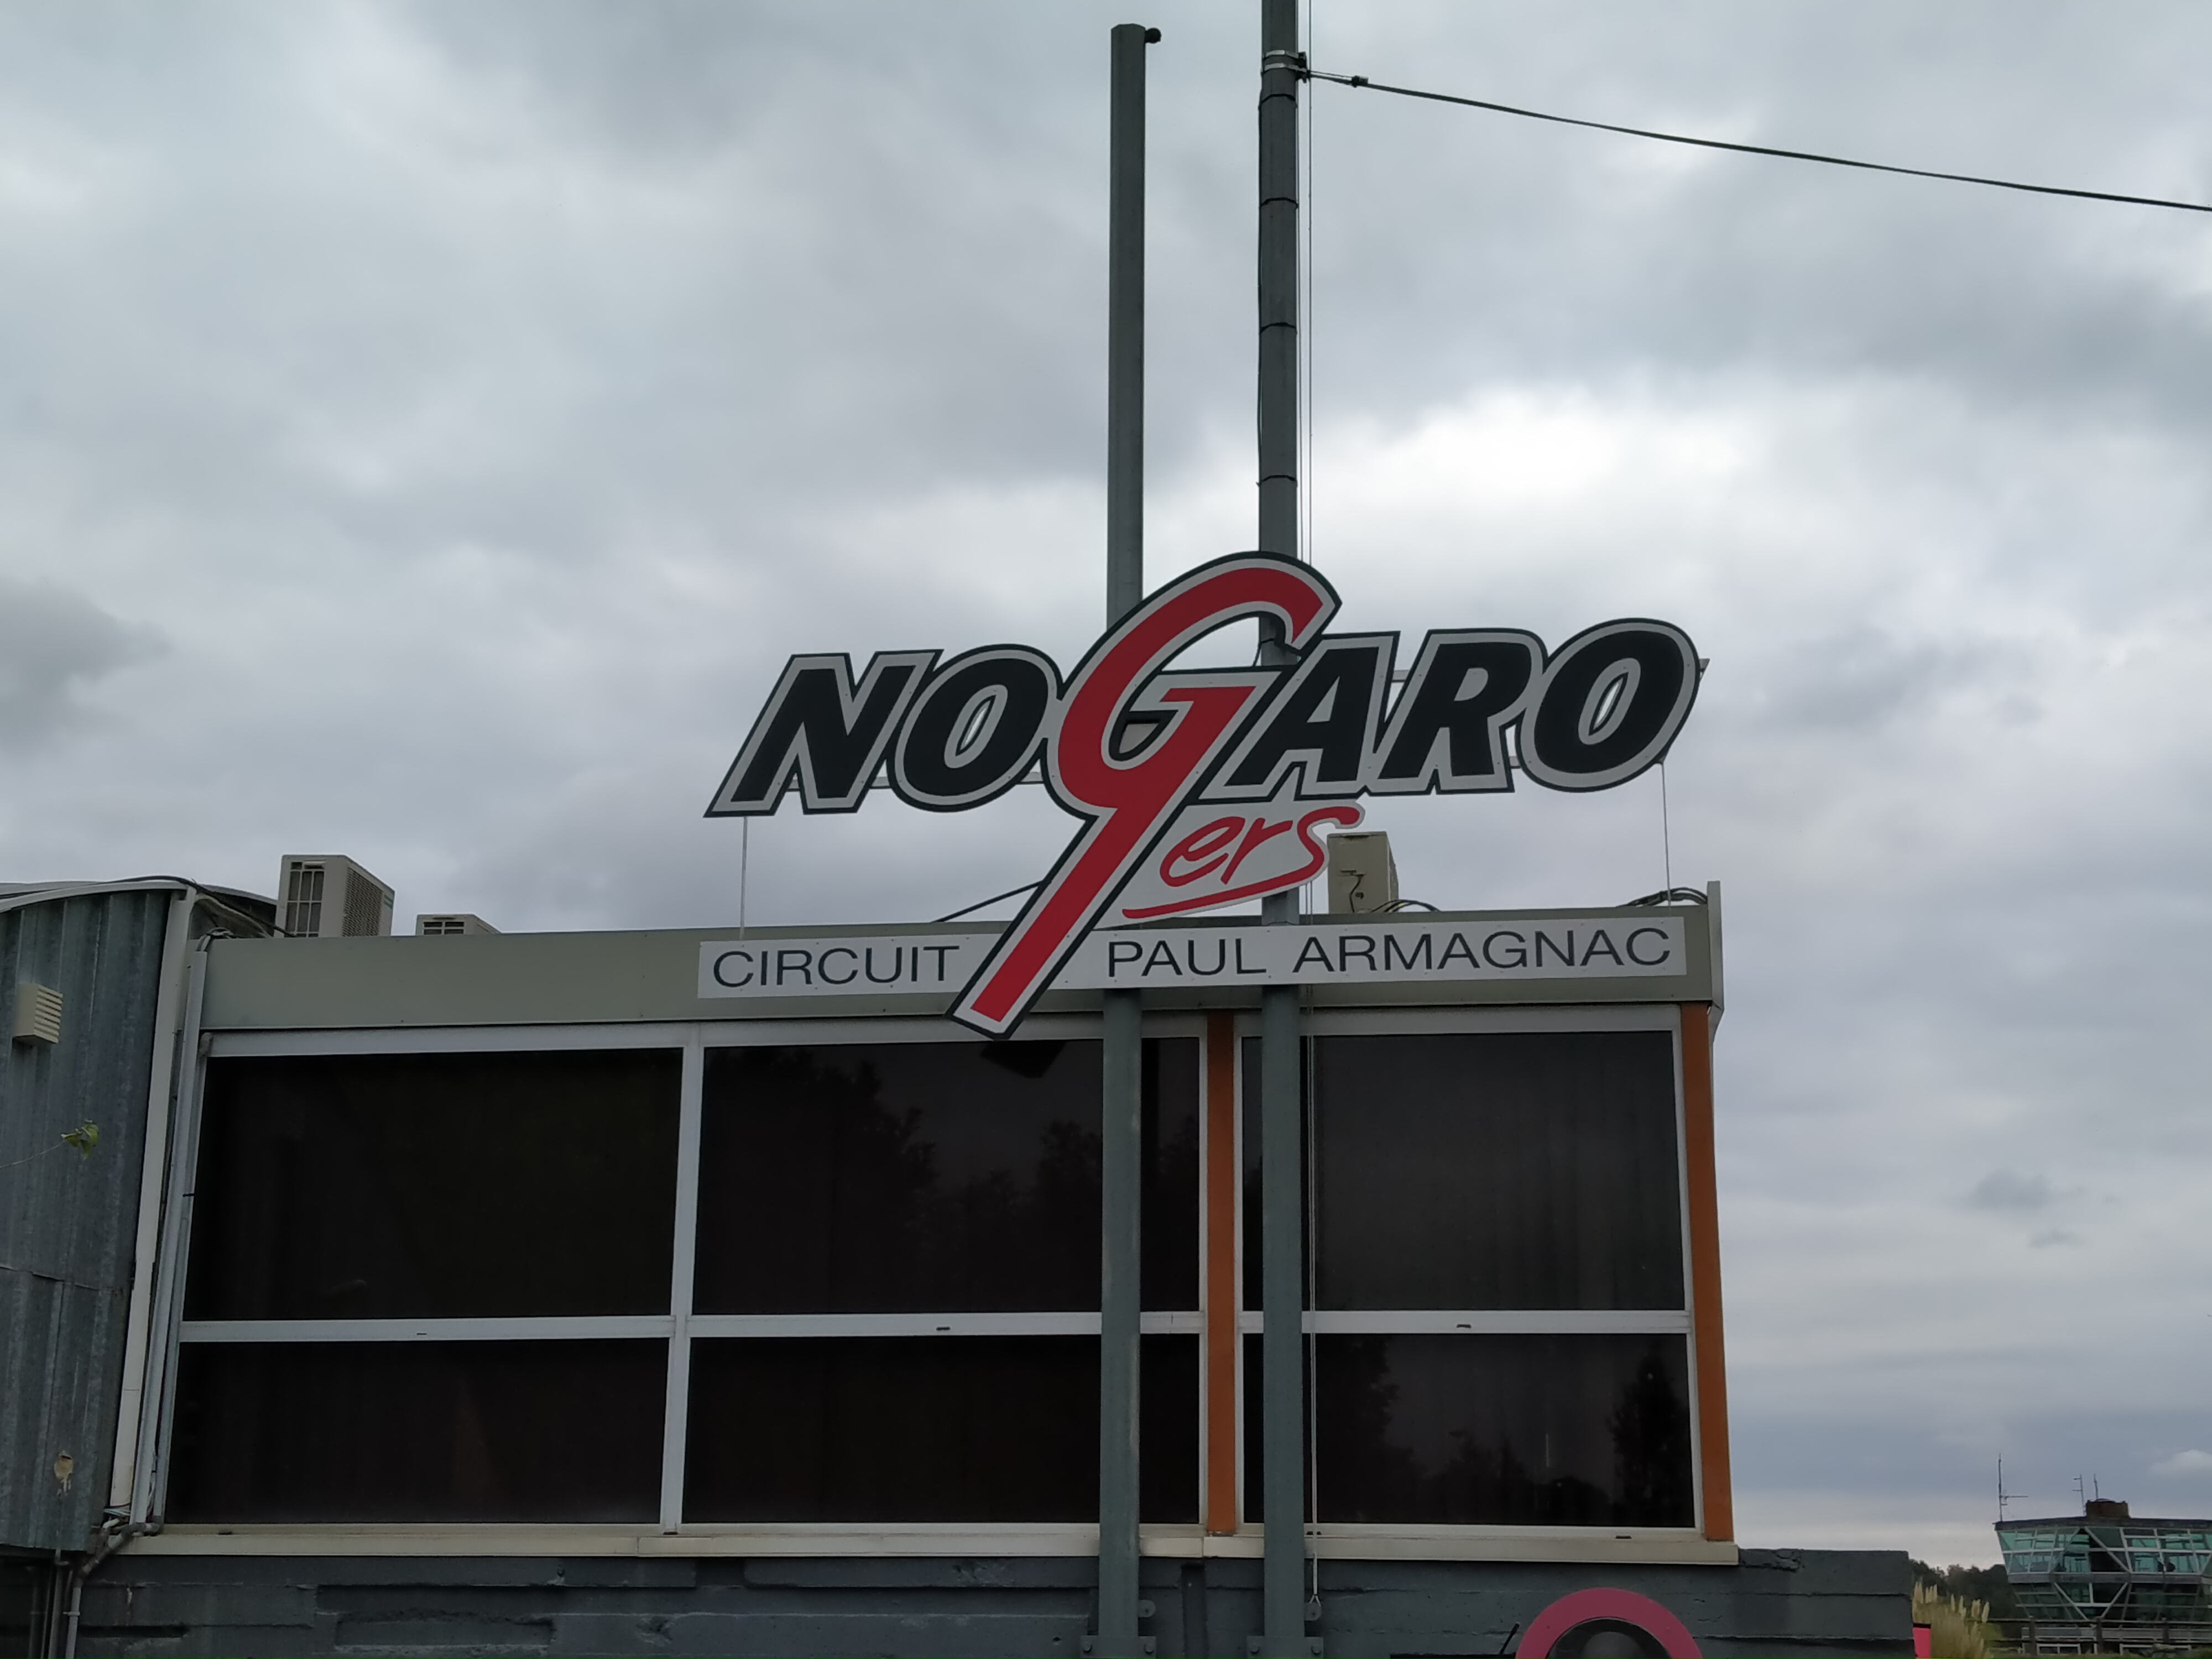 NOGARO
Gers
CIRCUIT PAUL ARMAGNAC